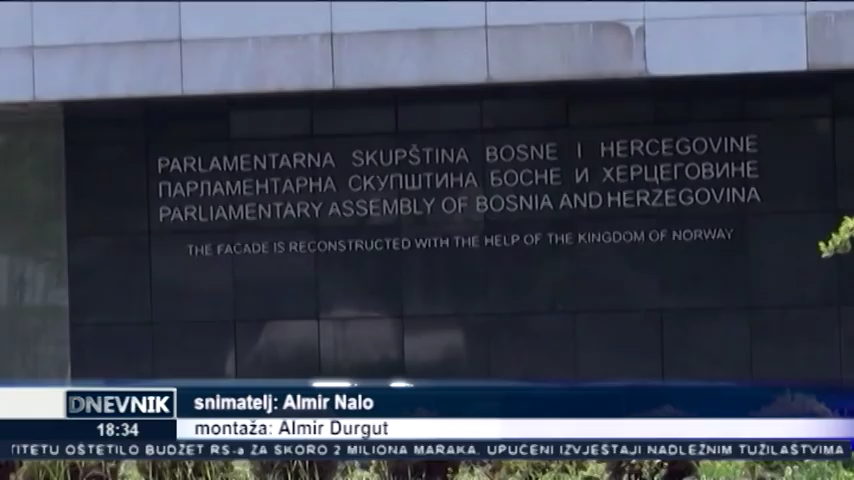 PARLAMENTARNA SKUPŠTINA BOSNE I HERCEGOVINE
ПАРЛАМЕНТАРНА СКУПШТИНА БОСНЕ И ХЕРЦЕГОВИНЕ
PARLIAMENTARY ASSEMBLY OF BOSNIA AND HERZEGOVINA
THE FACADE IS RECONSTRUCTED WITH THE HELP OF THE KINGDOM OF NORWAY
DNEVNIK
snimatelj: Almir Nalo
18:34
montaža: Almir Durgut
TITETU OŠTETILO BUDŽET RS-a ZA SKORO 2 MILIONA MARAKA. UPUĆENI IZVJEŠTAJI NADLEŽNIM TUŽILAŠTVIMA